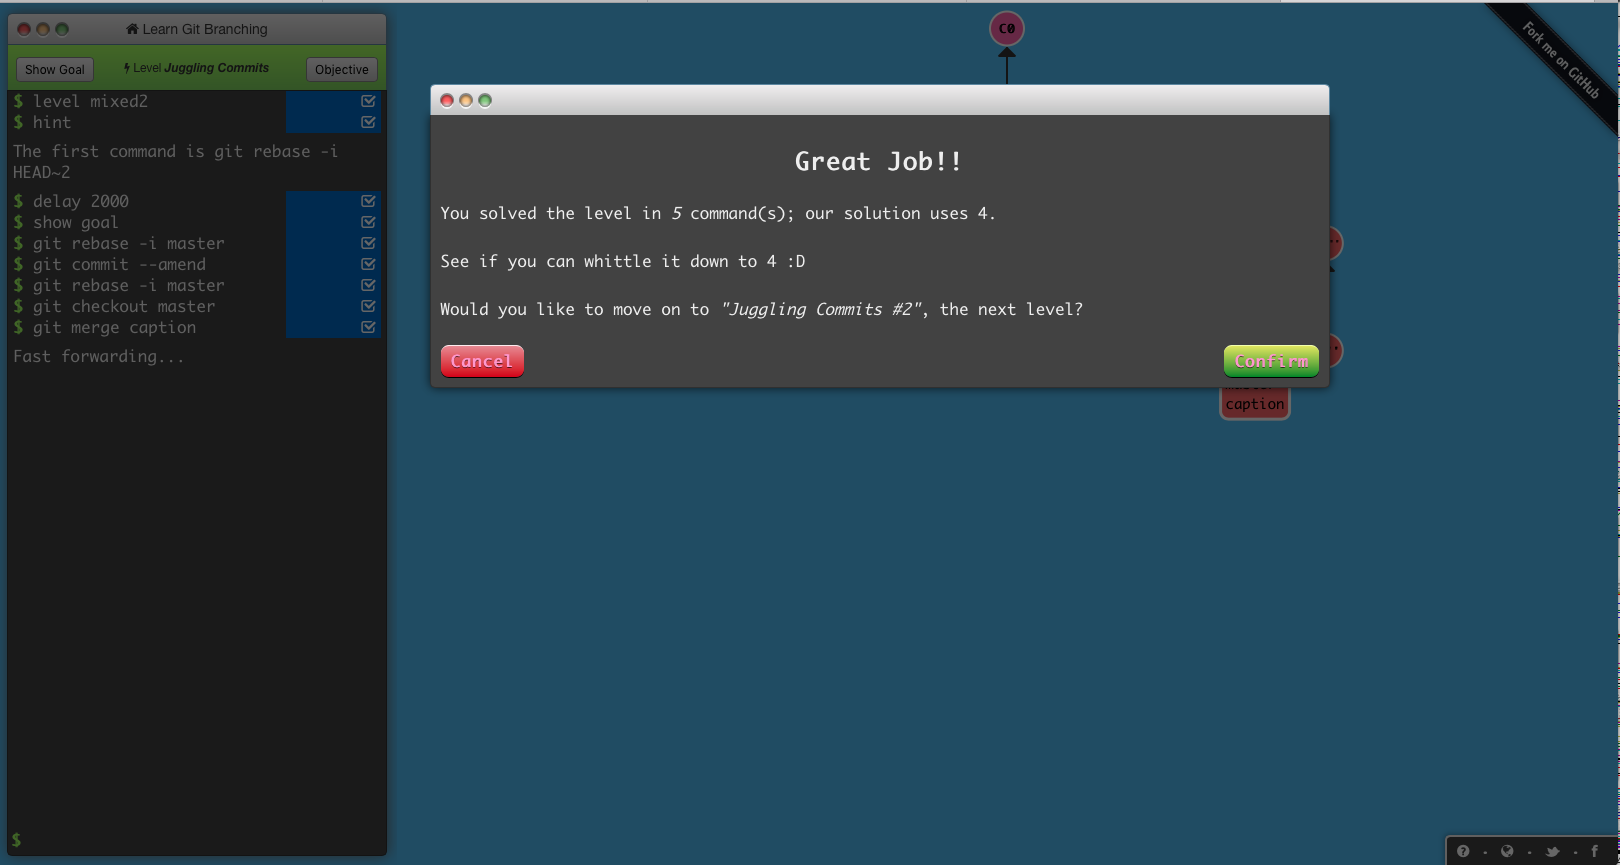 Learn Git Branching
Show Goal
Level Juggling Commits
Objective
$ level mixed2
$ hint
The first command is git rebase -i
HEAD~2
$ delay 2000
$ show goal
$ git rebase -i master
$ git commit --amend
$ git rebase -i master
$ git checkout master
$ git merge caption
Fast forwarding...
$
C0
Fork me on GitHub
Great Job!!
You solved the level in 5 command(s); our solution uses 4.
See if you can whittle it down to 4 :D
Would you like to move on to "Juggling Commits #2", the next level?
Cancel
Confirm
caption